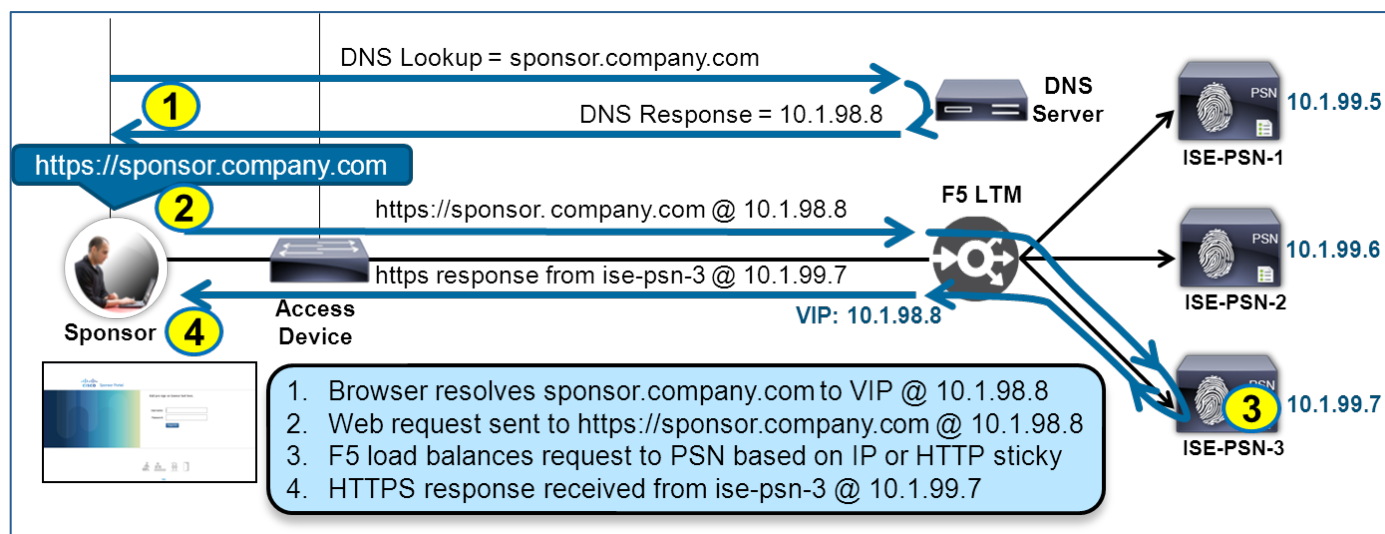 DNS Lookup = sponsor.company.com
1
DNS Response = 10.1.98.8
DNS
Server
PSN
10.1.99.5
ISE-PSN-1
https://sponsor.company.com
2
https://sponsor. company.com @ 10.1.98.8
F5 LTM
PSN
10.1.99.6
ISE-PSN-2
https response from ise-psn-3 @ 10.1.99.7
VIP: 10.1.98.8
Sponsor
4
Access
Device
PSN
3
10.1.99.7
ISE-PSN-3
Sponsor Portal
1. Browser resolves sponsor.company.com to VIP @ 10.1.98.8
2. Web request sent to https://sponsor.company.com @ 10.1.98.8
3. F5 load balances request to PSN based on IP or HTTP sticky
4. HTTPS response received from ise-psn-3 @ 10.1.99.7